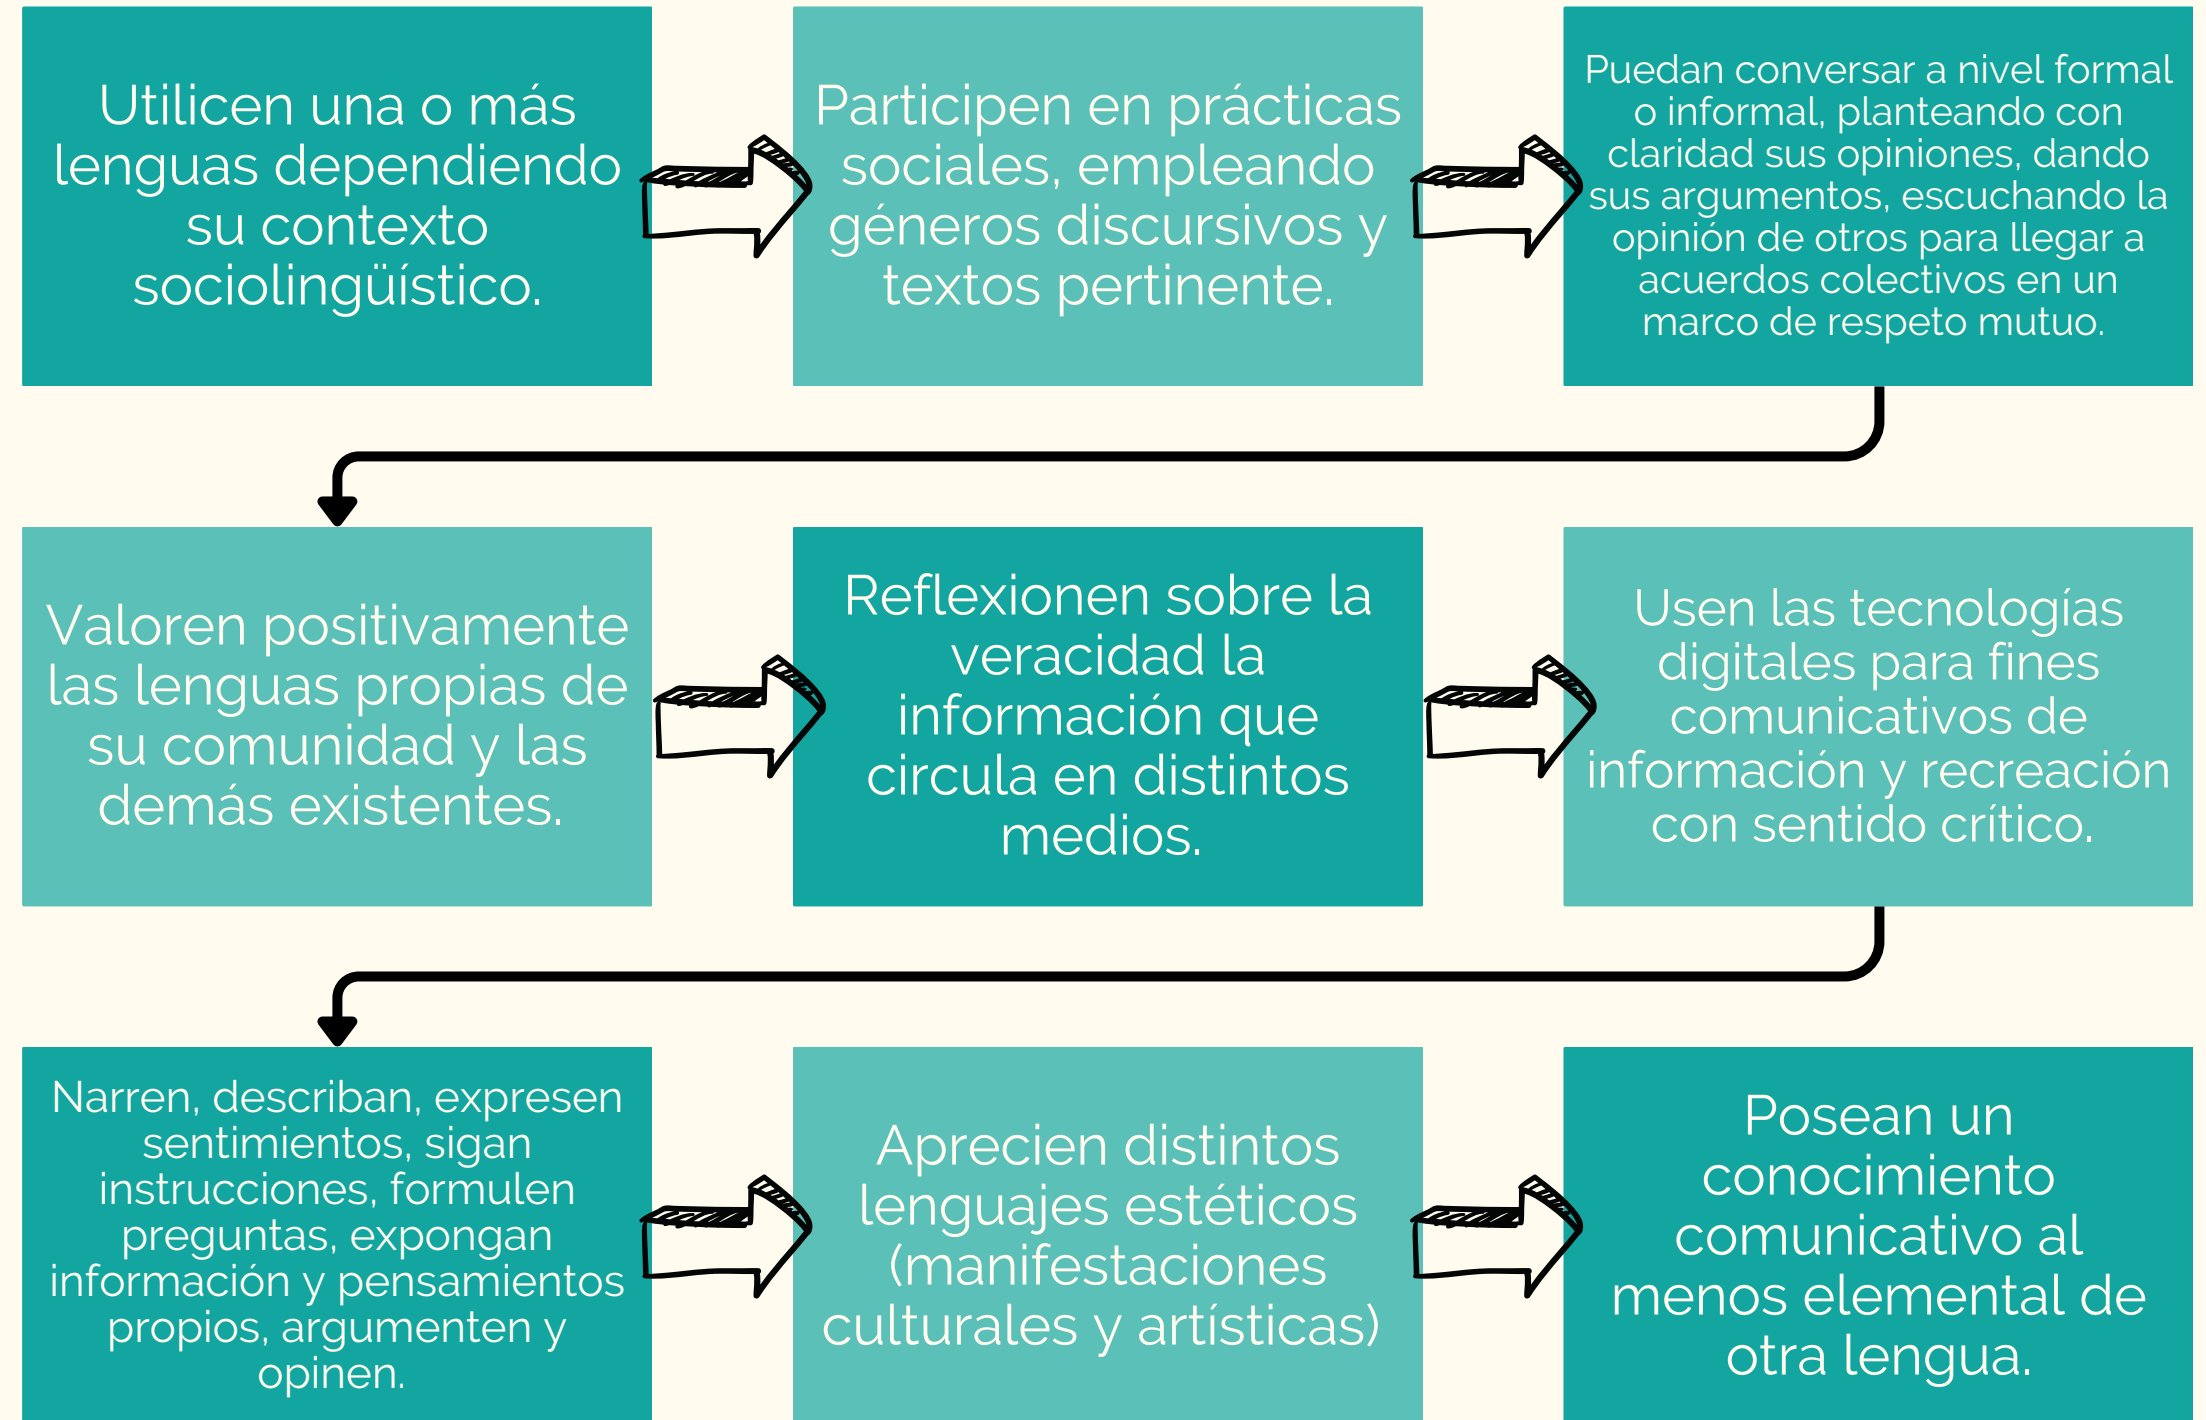 Utilicen una o más
lenguas dependiendo
su contexto
sociolingüístico.
Participen en prácticas
sociales, empleando
géneros discursivos y
textos pertinente.
Puedan conversar a nivel formal
o informal, planteando con
claridad sus opiniones, dando
sus argumentos, escuchando la
opinión de otros para llegar a
acuerdos colectivos en un
marco de respeto mutuo.
Valoren positivamente
las lenguas propias de
su comunidad y las
demás existentes.
Reflexionen sobre la
veracidad la
información que
circula en distintos
medios.
Usen las tecnologías
digitales para fines
comunicativos de
información y recreación
con sentido crítico.
Narren, describan, expresen
sentimientos, sigan
instrucciones, formulen
preguntas, expongan
información y pensamientos
propios, argumenten y
opinen.
Aprecien distintos
lenguajes estéticos
(manifestaciones
culturales y artísticas)
Posean un
conocimiento
comunicativo al
menos elemental de
otra lengua.